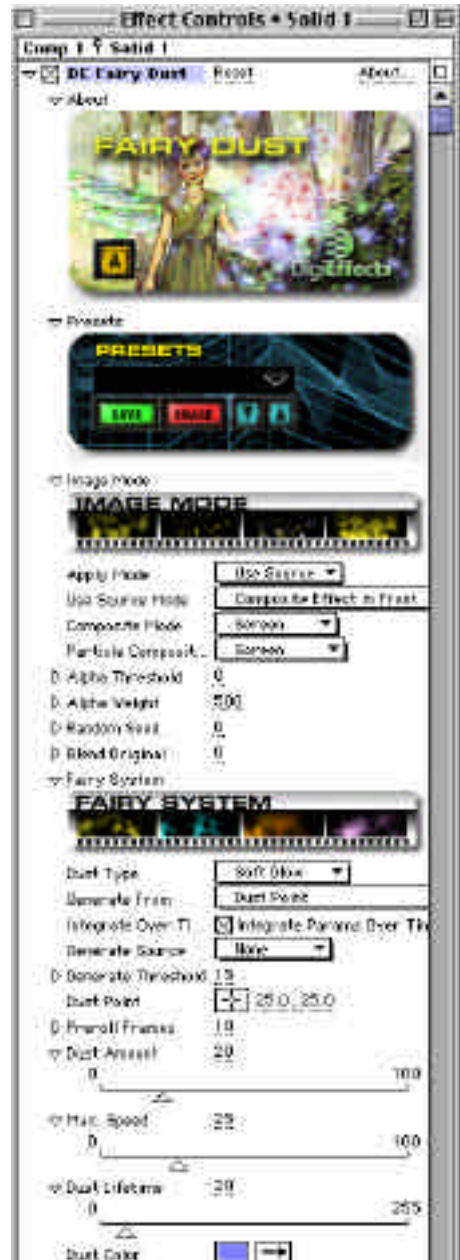 Effect Controls • Solid 1
Comp 1 • Solid 1
DC Fairy Dust Reset About...
About
FAIRY DUST
DigiEffects
Presets
PRESETS
SAVE ERASE
Image Mode
IMAGE MODE
Apply Mode Use Source
Use Source Mode Composite Effect in Front
Composite Mode Screen
Particle Composit... Screen
Alpha Threshold 0
Alpha Weight 500
Random Seed 0
Blend Original 0
Fairy System
FAIRY SYSTEM
Dust Type Soft Glow
Generate From Dust Point
Integrate Over Ti... Integrate Params Over Tim
Generate Source None
Generate Threshold 15
Dust Point 25.0, 25.0
Preroll Frames 10
Dust Amount 20
0 100
Max. Speed 25
0 100
Dust Lifetime 20
0 255
Dust Color